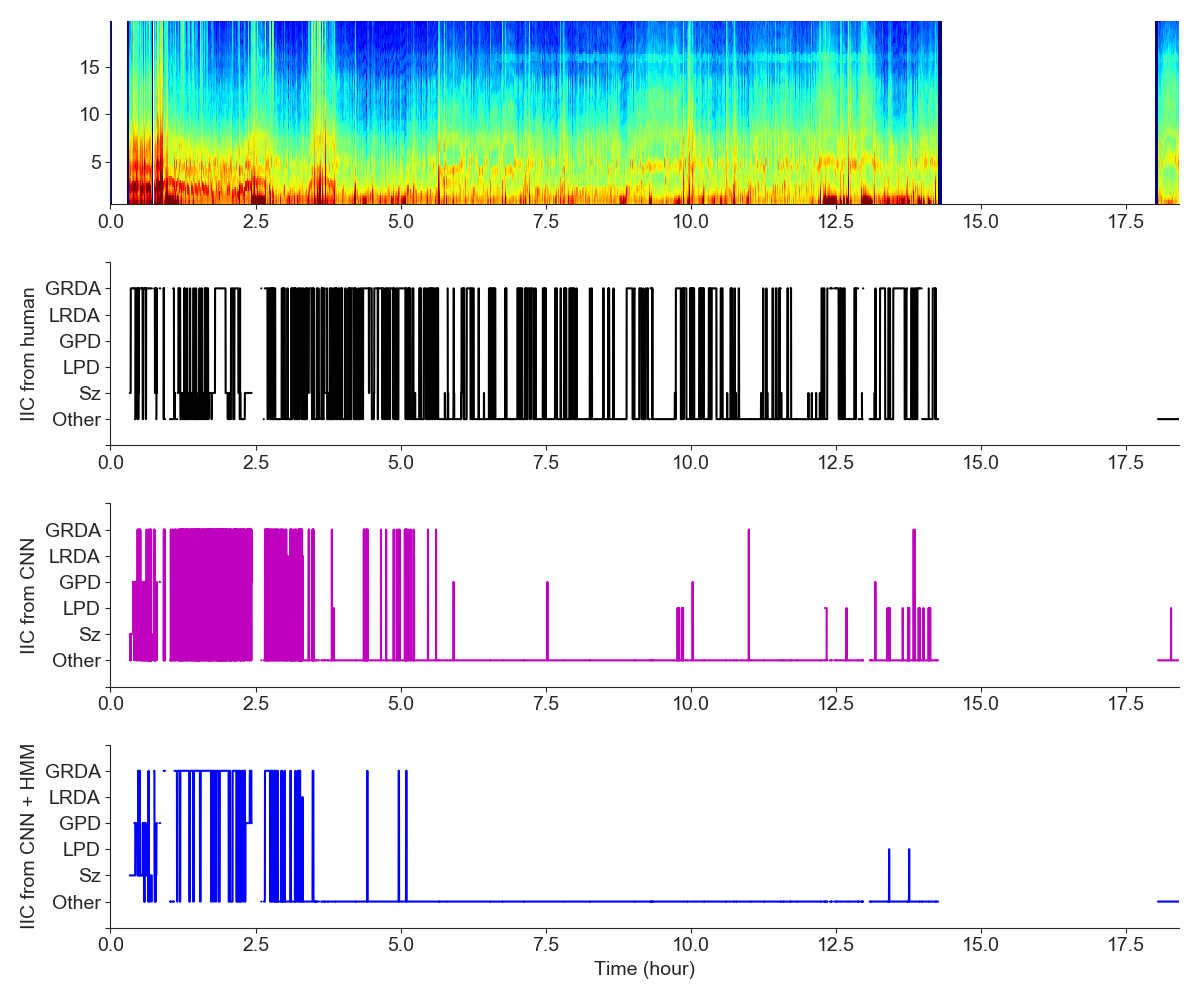 15
10
5
0.0 2.5 5.0 7.5 10.0 12.5 15.0 17.5
IIC from human
GRDA
LRDA
GPD
LPD
Sz
Other
0.0 2.5 5.0 7.5 10.0 12.5 15.0 17.5
IIC from CNN
GRDA
LRDA
GPD
LPD
Sz
Other
0.0 2.5 5.0 7.5 10.0 12.5 15.0 17.5
IIC from CNN + HMM
GRDA
LRDA
GPD
LPD
Sz
Other
0.0 2.5 5.0 7.5 10.0 12.5 15.0 17.5
Time (hour)